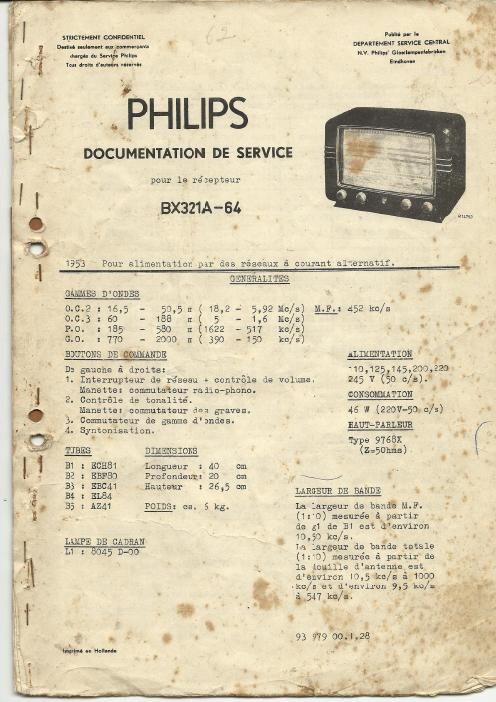 62
STRICTEMENT CONFIDENTIEL
Destiné seulement aux commerçants
chargés du Service Philips
Tous droits d'auteurs réservés
Publié par le
DEPARTEMENT SERVICE CENTRAL
N.V. Philips' Gloeilampenfabrieken
Eindhoven
PHILIPS
DOCUMENTATION DE SERVICE
pour le récepteur
BX321A-64
1953 Pour alimentation par des réseaux à courant alternatif.
GENERALITES
GAMMES D'ONDES
O.C.2 : 16,5 - 50,5 m ( 18,2 - 5,92 Mc/s) M.F.: 452 kc/s
O.C.3 : 60 - 188 m ( 5 - 1,6 Mc/s)
P.O. : 185 - 580 m (1622 - 517 kc/s)
G.O. : 770 - 2000 m ( 390 - 150 kc/s)
BOUTONS DE COMMANDE
De gauche à droite:
1. Interrupteur de réseau + contrôle de volume.
Manette: commutateur radio-phono.
2. Contrôle de tonalité.
Manette: commutateur des graves.
3. Commutateur de gamme d'ondes.
4. Syntonisation.
ALIMENTATION
110,125,145,200,220
245 V (50 c/s).
CONSOMMATION
46 W (220V-50 c/s)
HAUT-PARLEUR
Type 9768X
(Z=5Ohms)
TUBES
B1 : ECH81
B2 : EBF80
B3 : EBC41
B4 : EL84
B5 : AZ41
DIMENSIONS
Longueur : 40 cm
Profondeur: 20 cm
Hauteur : 26,5 cm
POIDS: ca. 6 kg.
LAMPE DE CADRAN
L1 : 8045 D-00
LARGEUR DE BANDE
La largeur de bande M.F.
(1:10) mesurée à partir
de g1 de B1 est d'environ
10,50 kc/s.
La largeur de bande totale
(1:10) mesurée à partir de
la douille d'antenne est
d'environ 10,5 kc/s à 1000
kc/s et d'environ 9,5 kc/s
à 547 kc/s.
93 979 00.1.28
Imprimé en Hollande